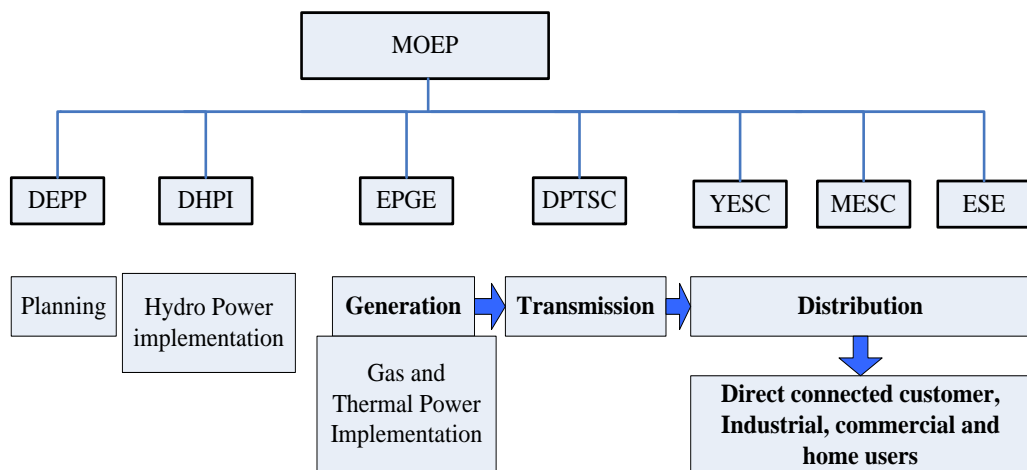 MOEP
DEPP
DHPI
EPGE
DPTSC
YESC
MESC
ESE
Planning
Hydro Power
implementation
Generation
Transmission
Distribution
Gas and
Thermal Power
Implementation
Direct connected customer,
Industrial, commercial and
home users